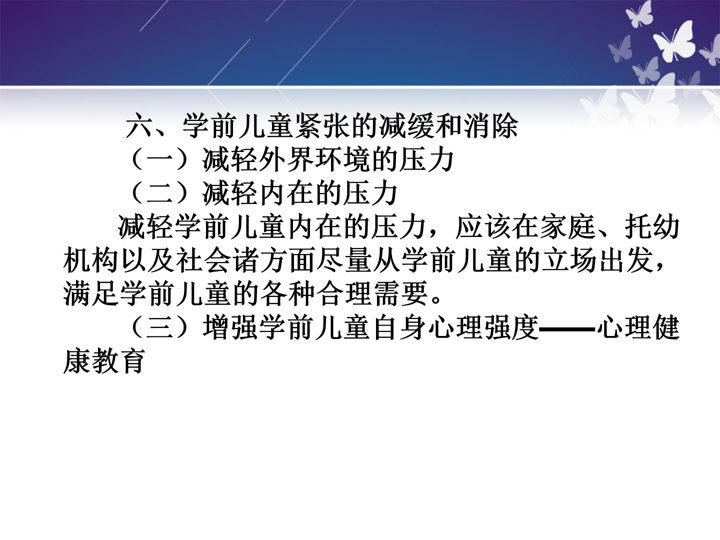 六、学前儿童紧张的减缓和消除
（一）减轻外界环境的压力
（二）减轻内在的压力
减轻学前儿童内在的压力，应该在家庭、托幼
机构以及社会诸方面尽量从学前儿童的立场出发，
满足学前儿童的各种合理需要。
（三）增强学前儿童自身心理强度——心理健
康教育